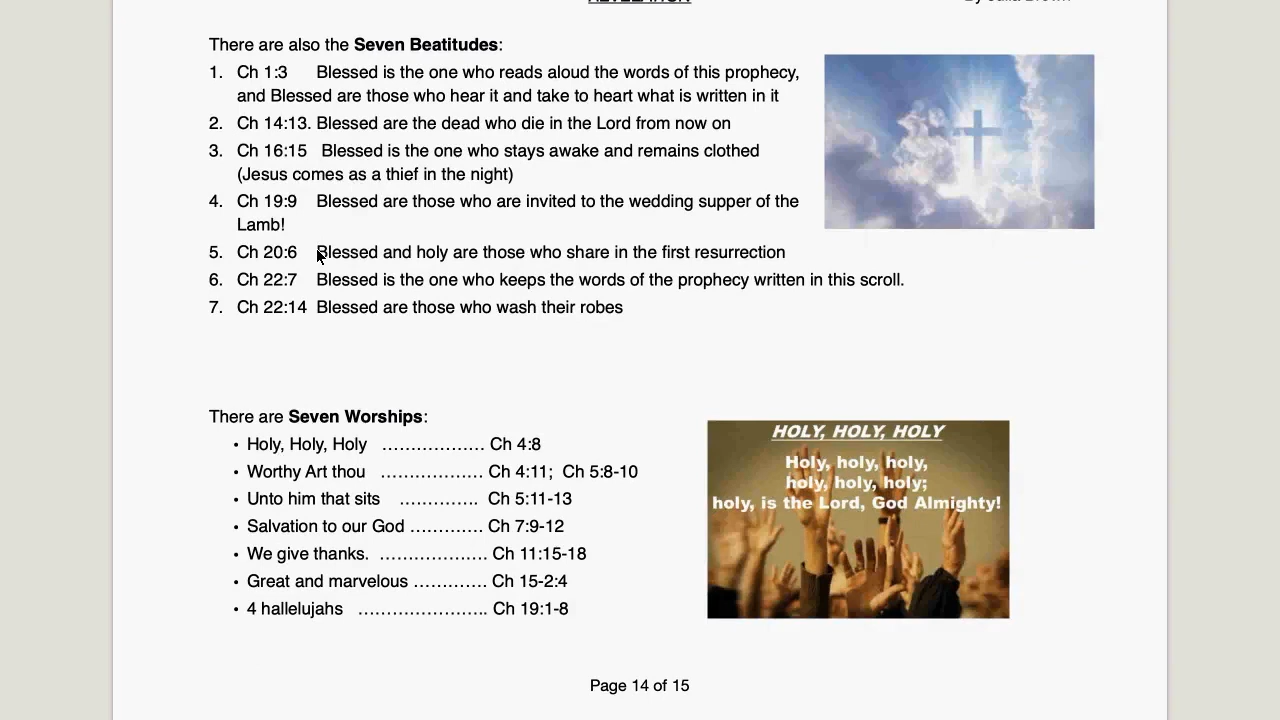 REVELATION
There are also the Seven Beatitudes:
1. Ch 1:3 Blessed is the one who reads aloud the words of this prophecy,
and Blessed are those who hear it and take to heart what is written in it
2. Ch 14:13. Blessed are the dead who die in the Lord from now on
3. Ch 16:15 Blessed is the one who stays awake and remains clothed
(Jesus comes as a thief in the night)
4. Ch 19:9 Blessed are those who are invited to the wedding supper of the
Lamb!
5. Ch 20:6 Blessed and holy are those who share in the first resurrection
6. Ch 22:7 Blessed is the one who keeps the words of the prophecy written in this scroll.
7. Ch 22:14 Blessed are those who wash their robes
There are Seven Worships:
• Holy, Holy, Holy ……………… Ch 4:8
• Worthy Art thou ……………… Ch 4:11; Ch 5:8-10
• Unto him that sits ………….. Ch 5:11-13
• Salvation to our God …………. Ch 7:9-12
• We give thanks. ………………. Ch 11:15-18
• Great and marvelous …………. Ch 15-2:4
• 4 hallelujahs ………………….. Ch 19:1-8
HOLY, HOLY, HOLY
Holy, holy, holy,
holy, holy, holy;
holy, is the Lord, God Almighty!
Page 14 of 15